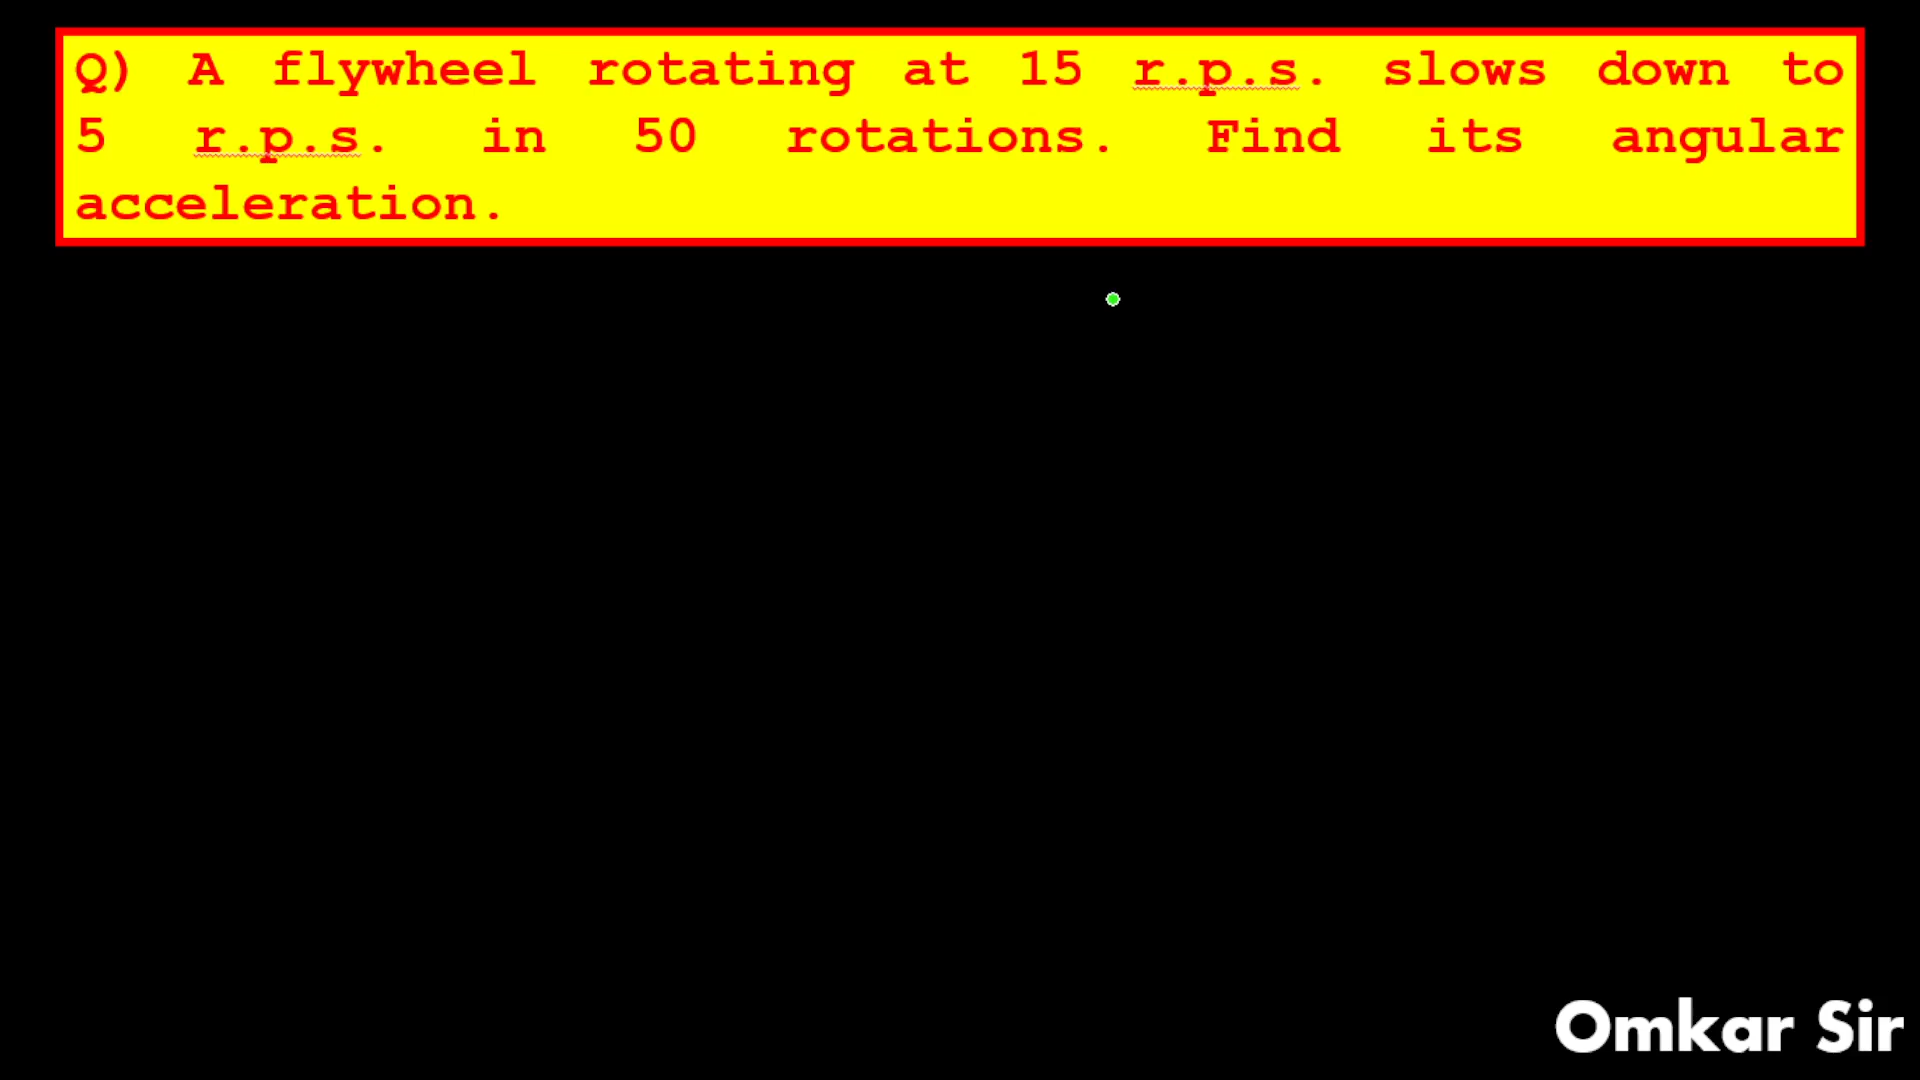 Q) A flywheel rotating at 15 r.p.s. slows down to
5 r.p.s. in 50 rotations. Find its angular
acceleration.
Omkar Sir